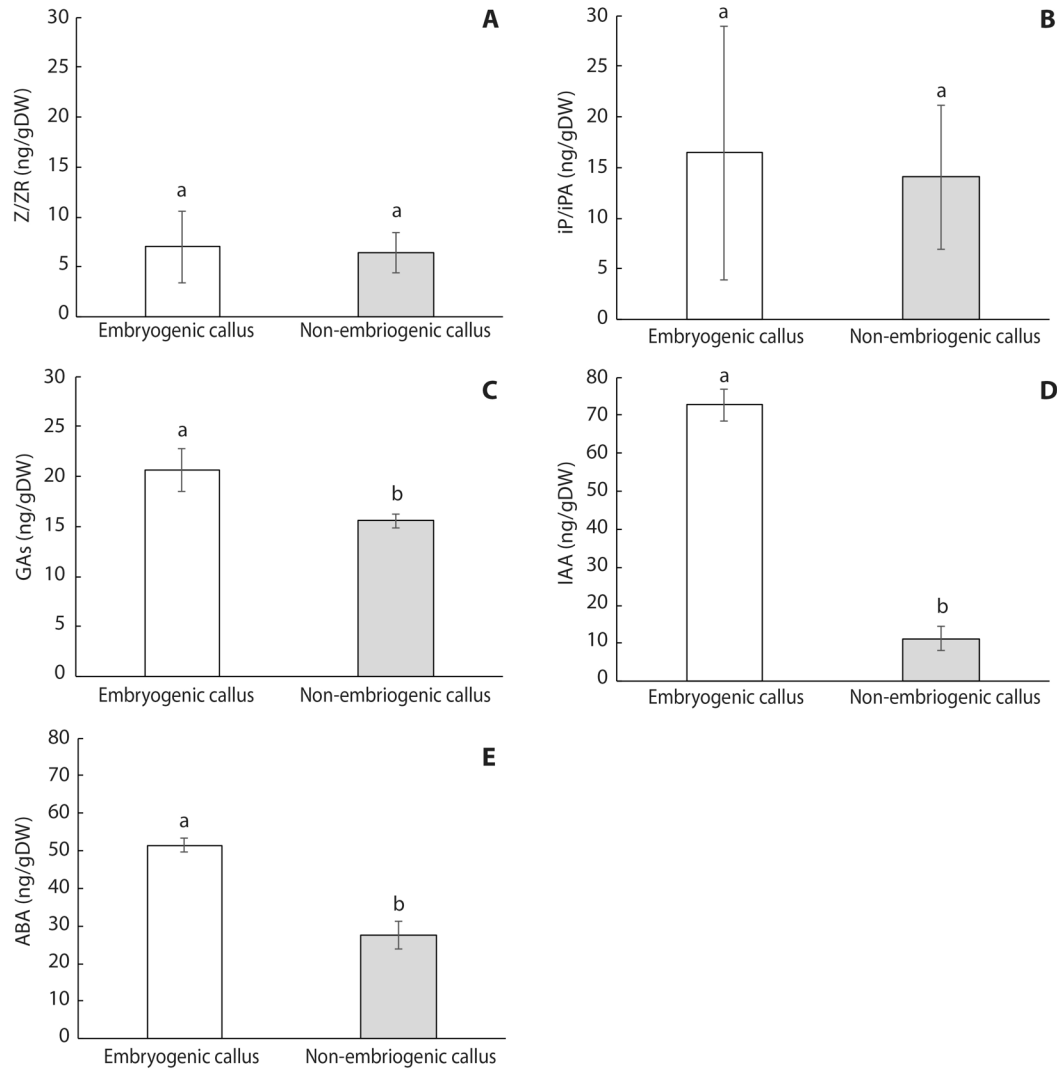 A
Z/ZR (ng/gDW)
30
25
20
15
10
5
0
a
a
Embryogenic callus Non-embriogenic callus
B
iP/iPA (ng/gDW)
30
25
20
15
10
5
0
a
a
Embryogenic callus Non-embriogenic callus
C
GAs (ng/gDW)
30
25
20
15
10
5
0
a
b
Embryogenic callus Non-embriogenic callus
D
IAA (ng/gDW)
80
70
60
50
40
30
20
10
0
a
b
Embryogenic callus Non-embriogenic callus
E
ABA (ng/gDW)
80
70
60
50
40
30
20
10
0
a
b
Embryogenic callus Non-embriogenic callus